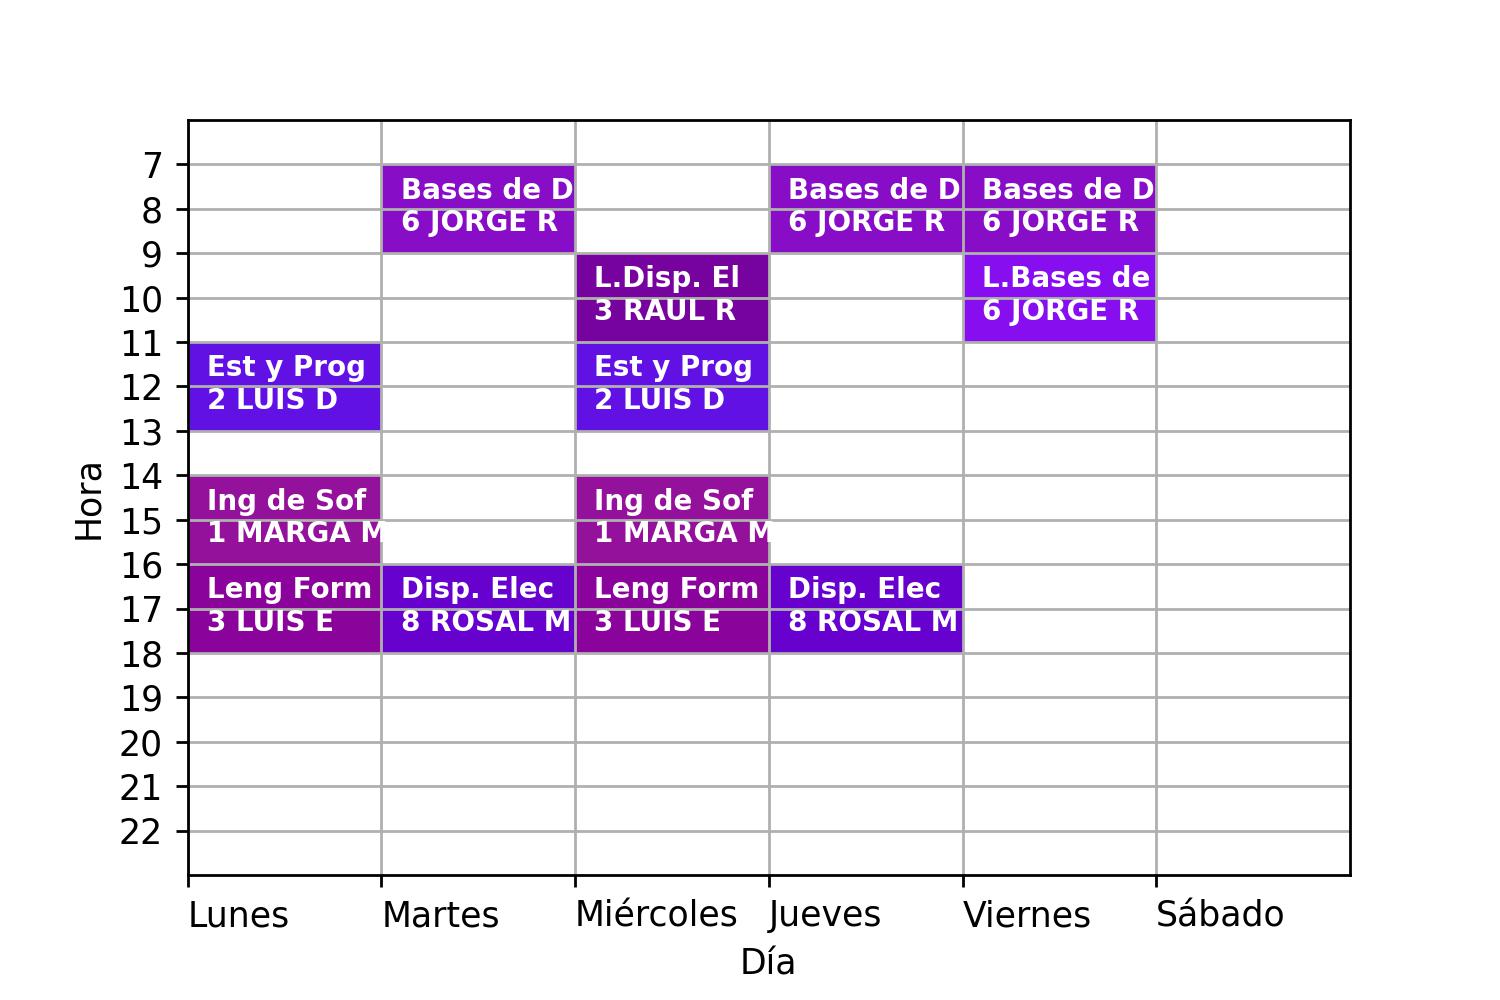 7
Bases de D
Bases de D
Bases de D
8
6 JORGE R
6 JORGE R
6 JORGE R
9
L.Disp. El
L.Bases de
10
3 RAUL R
6 JORGE R
11
Est y Prog
Est y Prog
12
2 LUIS D
2 LUIS D
13
Hora
14
Ing de Sof
Ing de Sof
15
1 MARGA M
1 MARGA M
16
Leng Form
Disp. Elec
Leng Form
Disp. Elec
17
3 LUIS E
8 ROSAL M
3 LUIS E
8 ROSAL M
18
19
20
21
22
Lunes
Martes
Miércoles
Jueves
Viernes
Sábado
Día